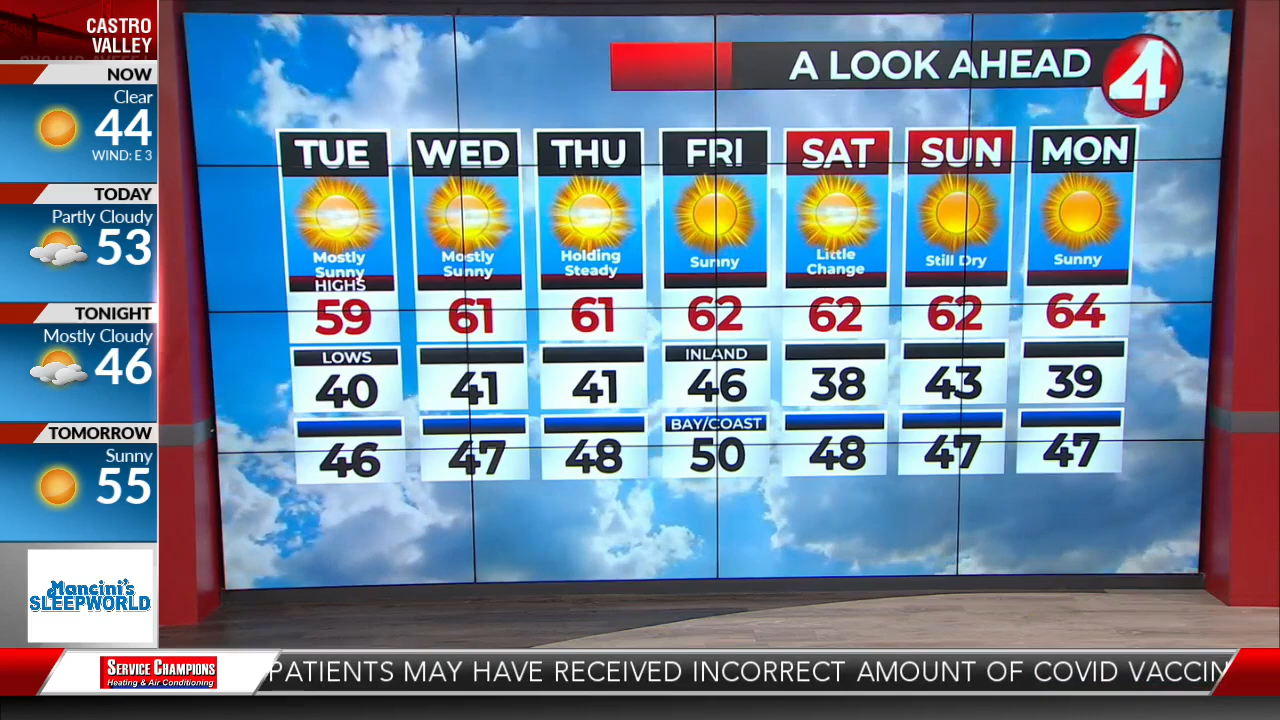 CASTRO
VALLEY
NOW
Clear
44
WIND: E 3
TODAY
Partly Cloudy
53
TONIGHT
Mostly Cloudy
46
TOMORROW
Sunny
55
Mancini's
SLEEPWORLD
A LOOK AHEAD
4
TUE WED THU FRI SAT SUN MON
Mostly Sunny
Mostly Sunny
Holding Steady
Sunny
Little Change
Still Dry
Sunny
HIGHS
59 61 61 62 62 62 64
LOWS INLAND
40 41 41 46 38 43 39
BAY/COAST
46 47 48 50 48 47 47
SERVICE CHAMPIONS
Heating & Air Conditioning
PATIENTS MAY HAVE RECEIVED INCORRECT AMOUNT OF COVID VACCIN